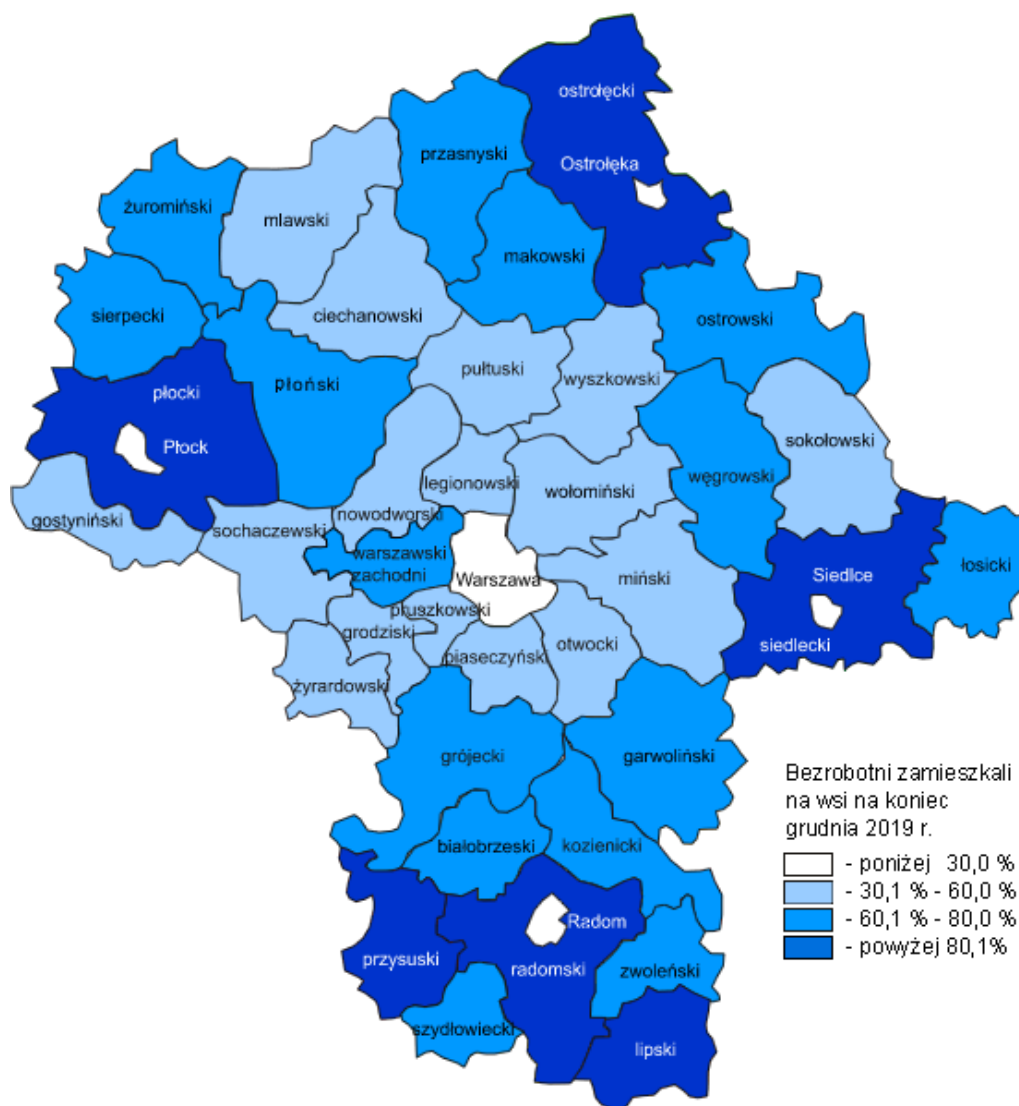 ostrołęcki
Ostrołęka
przasnyski
żuromiński
mlawski
makowski
sierpecki
ciechanowski
ostrowski
płocki
Płock
płoński
pułtuski
wyszkowski
sokołowski
węgrowski
legionowski
wołomiński
gostyniński
sochaczewski
nowodworski
warszawski
zachodni
Warszawa
miński
Siedlce
siedlecki
łosicki
pruszkowski
grodziski
piaseczyński
otwocki
żyrardowski
grójecki
garwoliński
białobrzeski
kozienicki
przysuski
Radom
radomski
zwoleński
szydłowiecki
lipski
Bezrobotni zamieszkali
na wsi na koniec
grudnia 2019 r.
- poniżej 30,0 %
- 30,1 % - 60,0 %
- 60,1 % - 80,0 %
- powyżej 80,1%